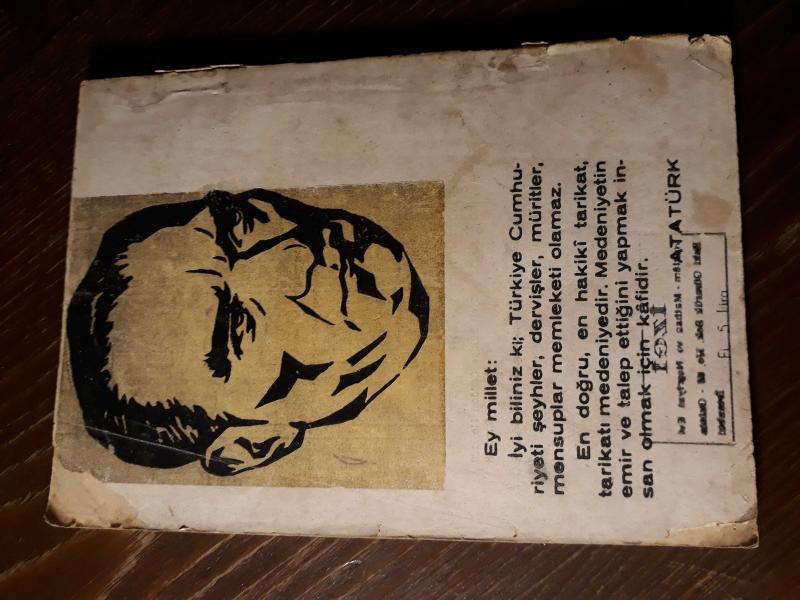 Ey millet:
İyi biliniz ki; Türkiye Cumhu-
riyeti şeyhler, dervişler, müritler,
mensuplar memleketi olamaz.
En doğru, en hakikî tarikat,
tarikatı medeniyedir. Medeniyetin
emir ve talep ettiğini yapmak in-
san olmak için kâfidir.
ATATÜRK